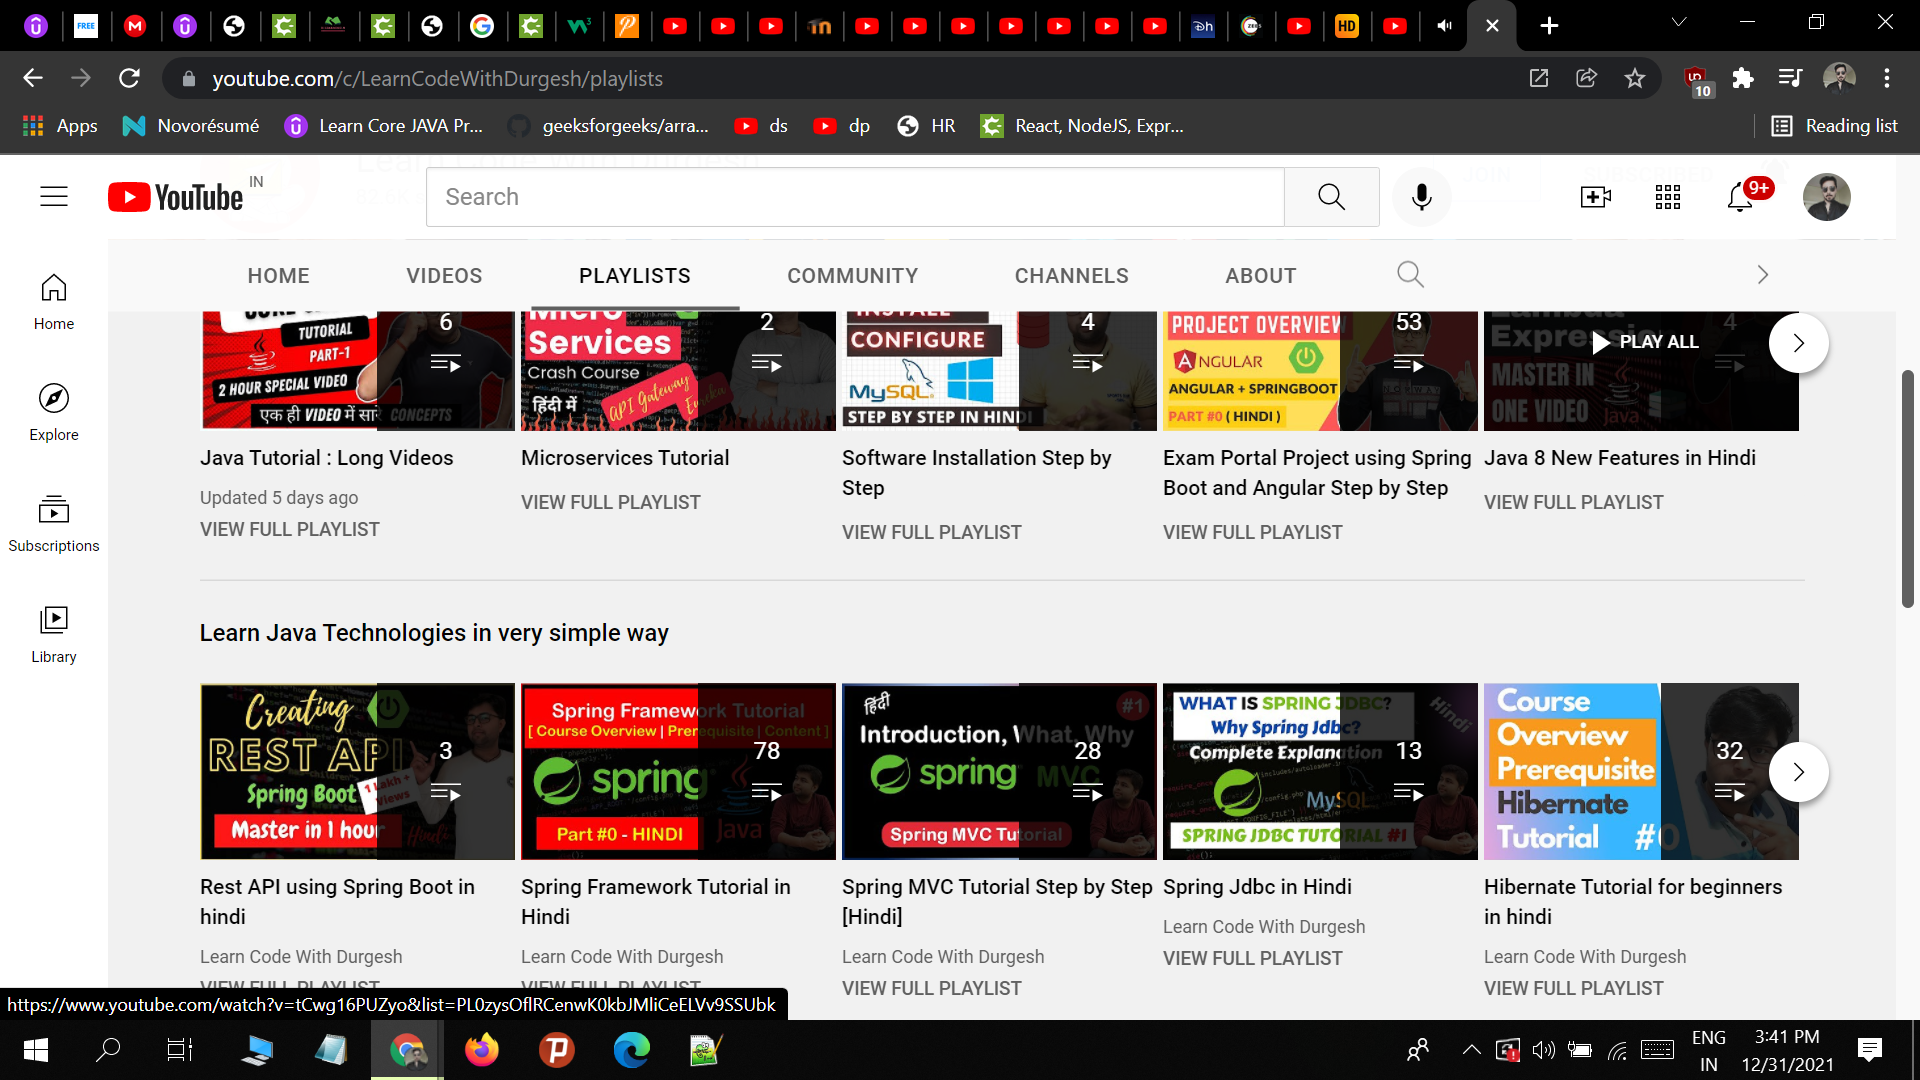 FREE
HD
youtube.com/c/LearnCodeWithDurgesh/playlists
10
Apps
Novorésumé
Learn Core JAVA Pr...
geeksforgeeks/arra...
ds
dp
HR
React, NodeJS, Expr...
Reading list
YouTube IN
Search
9+
HOME
VIDEOS
PLAYLISTS
COMMUNITY
CHANNELS
ABOUT
Home
Explore
Subscriptions
Library
TUTORIAL
PART-1
2 HOUR SPECIAL VIDEO
एक ही VIDEO में सारे CONCEPTS
6
Micro
Services
Crash Course
हिंदी में
API Gateway
Eureka
2
INSTALL
CONFIGURE
MySQL
STEP BY STEP IN HINDI
4
PROJECT OVERVIEW
ANGULAR
ANGULAR + SPRINGBOOT
PART #0 ( HINDI )
53
Lambda
Expression
MASTER IN
ONE VIDEO
Java
4
PLAY ALL
Java Tutorial : Long Videos
Updated 5 days ago
VIEW FULL PLAYLIST
Microservices Tutorial
VIEW FULL PLAYLIST
Software Installation Step by
Step
VIEW FULL PLAYLIST
Exam Portal Project using Spring
Boot and Angular Step by Step
VIEW FULL PLAYLIST
Java 8 New Features in Hindi
VIEW FULL PLAYLIST
Learn Java Technologies in very simple way
Creating
REST API
Spring Boot
1 Lakh +
Views
Master in 1 hour
3
Spring Framework Tutorial
[ Course Overview | Prerequisite | Content ]
spring
Part #0 - HINDI
Java
78
हिंदी
#1
Introduction, What, Why
spring
MVC
Spring MVC Tutorial
28
WHAT IS SPRING JDBC?
Why Spring Jdbc?
Hindi
Complete Explanation
MySQL
SPRING JDBC TUTORIAL #1
13
Course
Overview
Prerequisite
Hibernate
Tutorial #0
32
Rest API using Spring Boot in
hindi
Learn Code With Durgesh
VIEW FULL PLAYLIST
Spring Framework Tutorial in
Hindi
Learn Code With Durgesh
VIEW FULL PLAYLIST
Spring MVC Tutorial Step by Step
[Hindi]
Learn Code With Durgesh
VIEW FULL PLAYLIST
Spring Jdbc in Hindi
Learn Code With Durgesh
VIEW FULL PLAYLIST
Hibernate Tutorial for beginners
in hindi
Learn Code With Durgesh
VIEW FULL PLAYLIST
https://www.youtube.com/watch?v=tCwg16PUZyo&list=PL0zysOflRCenwK0kbJMliCeELVv9SSUbk
ENG
IN
3:41 PM
12/31/2021